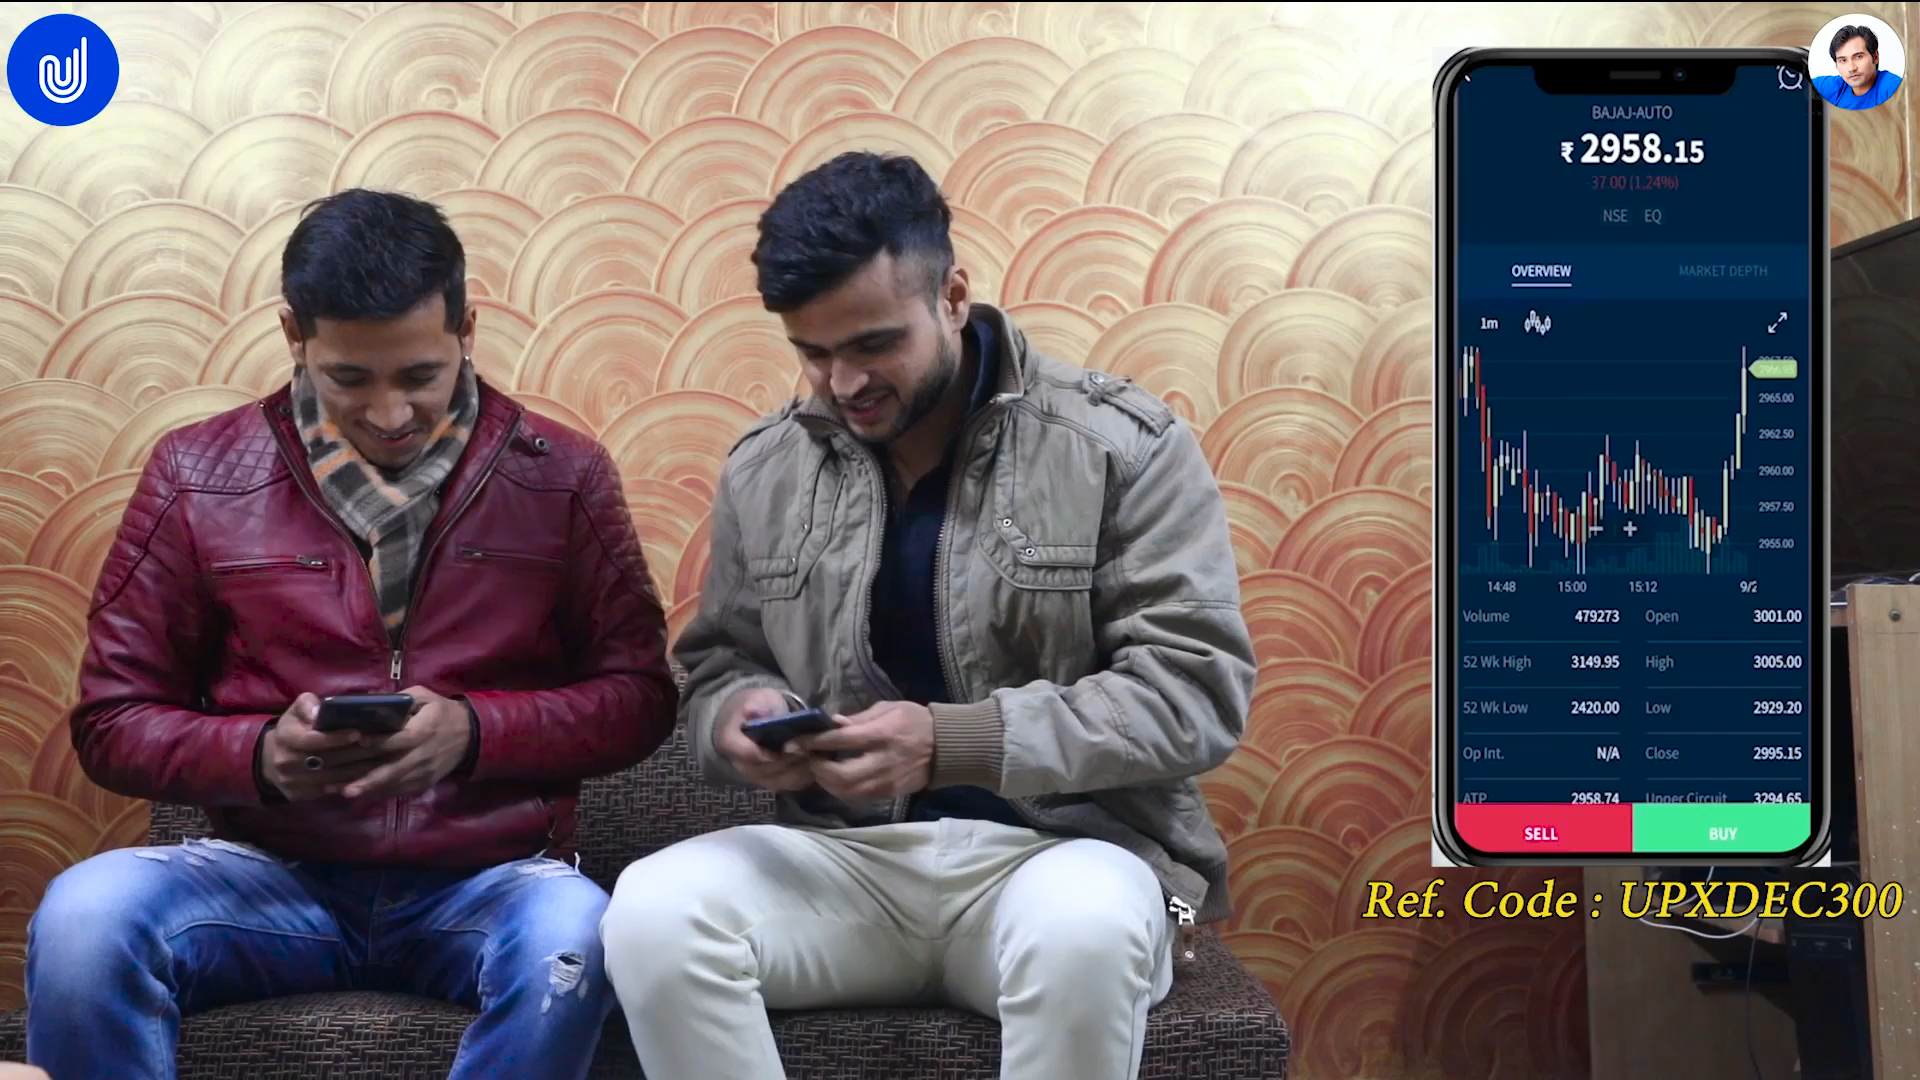 BAJAJ-AUTO
₹ 2958.15
-37.00 (1.24%)
NSE EQ
OVERVIEW MARKET DEPTH
1m
2965.00
2962.50
2960.00
2957.50
2955.00
14:48 15:00 15:12 9/2
Volume 479273 Open 3001.00
52 Wk High 3149.95 High 3005.00
52 Wk Low 2420.00 Low 2929.20
Op Int. N/A Close 2995.15
ATP 2958.74 Upper Circuit 3294.65
SELL BUY
Ref. Code : UPXDEC300